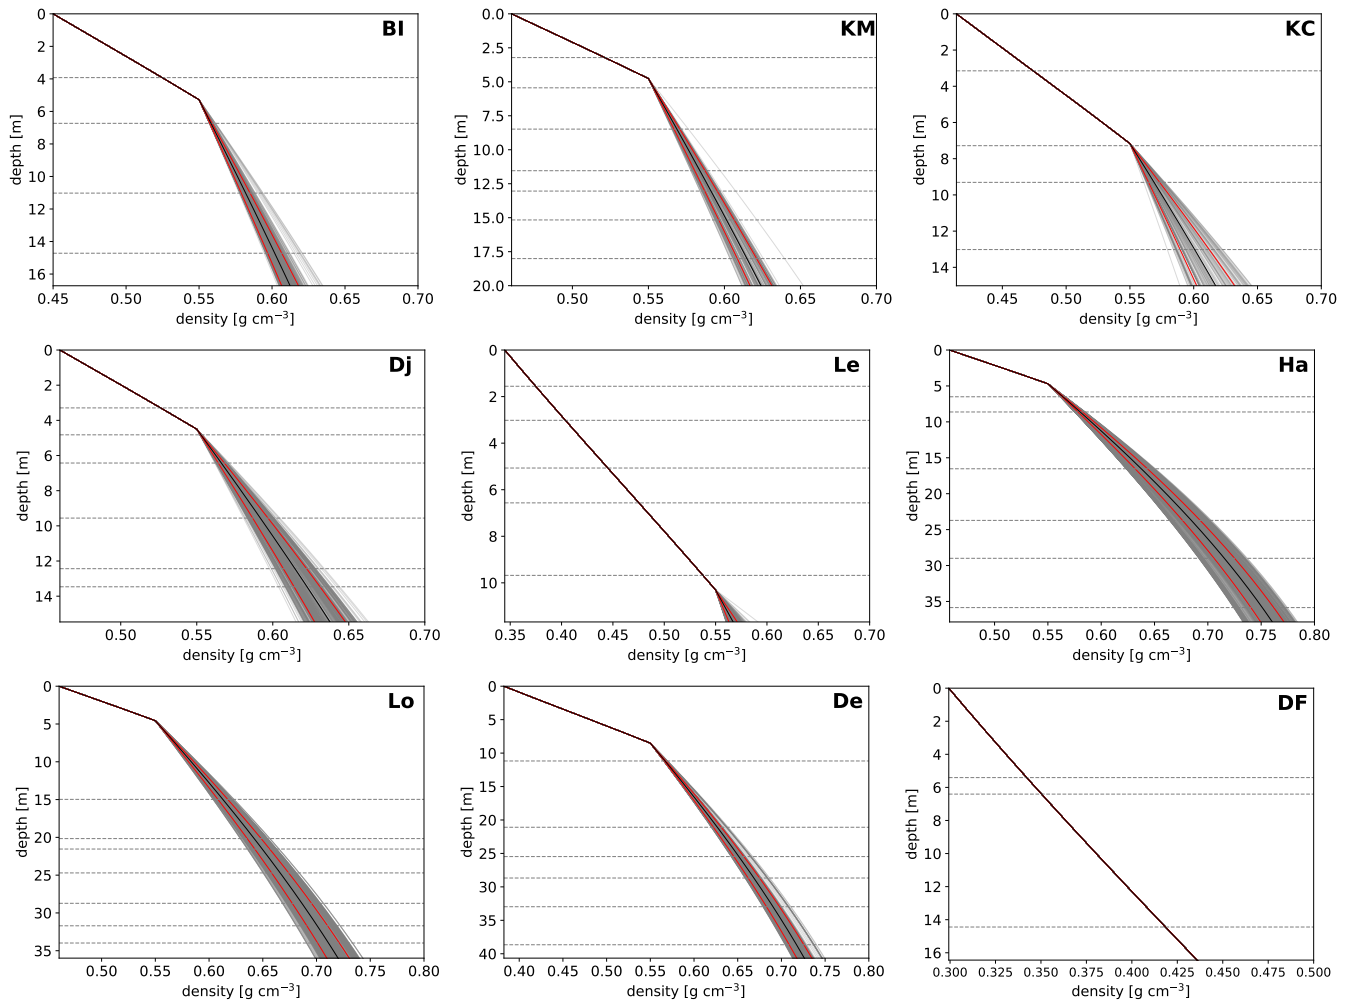 BI
0
2
4
6
8
10
12
14
16
depth [m]
0.45 0.50 0.55 0.60 0.65 0.70
density [g cm⁻³]
KM
0.0
2.5
5.0
7.5
10.0
12.5
15.0
17.5
20.0
depth [m]
0.50 0.55 0.60 0.65 0.70
density [g cm⁻³]
KC
0
2
4
6
8
10
12
14
depth [m]
0.45 0.50 0.55 0.60 0.65 0.70
density [g cm⁻³]
Dj
0
2
4
6
8
10
12
14
depth [m]
0.50 0.55 0.60 0.65 0.70
density [g cm⁻³]
Le
0
2
4
6
8
10
depth [m]
0.35 0.40 0.45 0.50 0.55 0.60 0.65 0.70
density [g cm⁻³]
Ha
0
5
10
15
20
25
30
35
depth [m]
0.50 0.55 0.60 0.65 0.70 0.75 0.80
density [g cm⁻³]
Lo
0
5
10
15
20
25
30
35
depth [m]
0.50 0.55 0.60 0.65 0.70 0.75 0.80
density [g cm⁻³]
De
0
5
10
15
20
25
30
35
40
depth [m]
0.40 0.45 0.50 0.55 0.60 0.65 0.70 0.75 0.80
density [g cm⁻³]
DF
0
2
4
6
8
10
12
14
16
depth [m]
0.300 0.325 0.350 0.375 0.400 0.425 0.450 0.475 0.500
density [g cm⁻³]